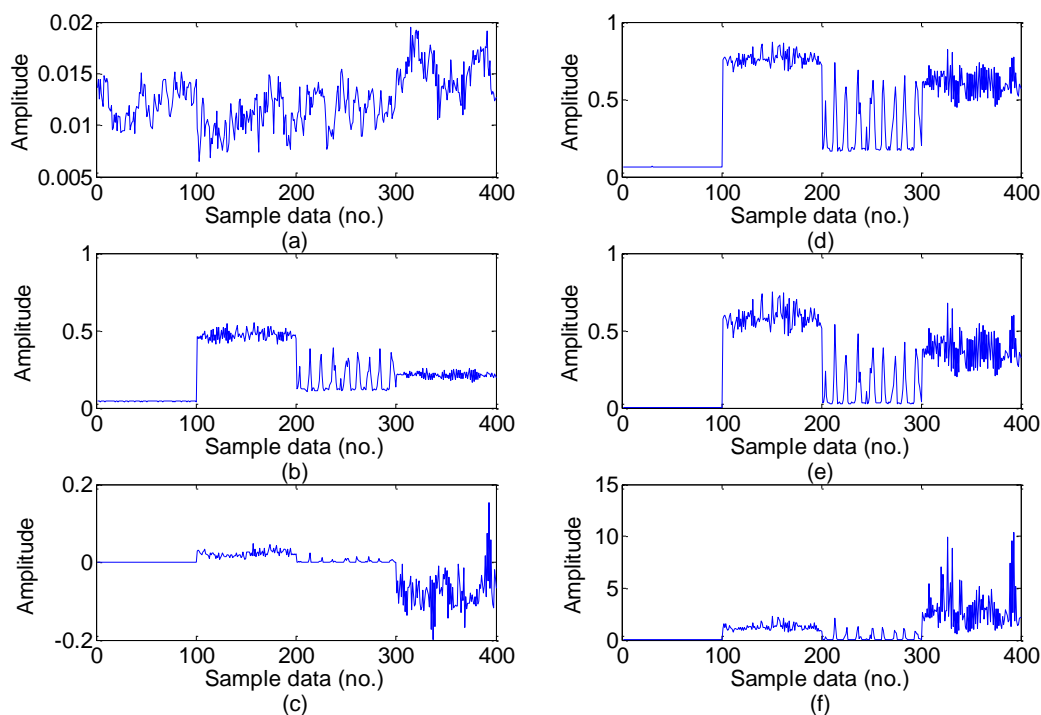 0.02
0.015
0.01
0.005
Amplitude
0 100 200 300 400
Sample data (no.)
(a)
1
0.5
0
Amplitude
0 100 200 300 400
Sample data (no.)
(d)
1
0.5
0
Amplitude
0 100 200 300 400
Sample data (no.)
(b)
1
0.5
0
Amplitude
0 100 200 300 400
Sample data (no.)
(e)
0.2
0
-0.2
Amplitude
0 100 200 300 400
Sample data (no.)
(c)
15
10
5
0
Amplitude
0 100 200 300 400
Sample data (no.)
(f)